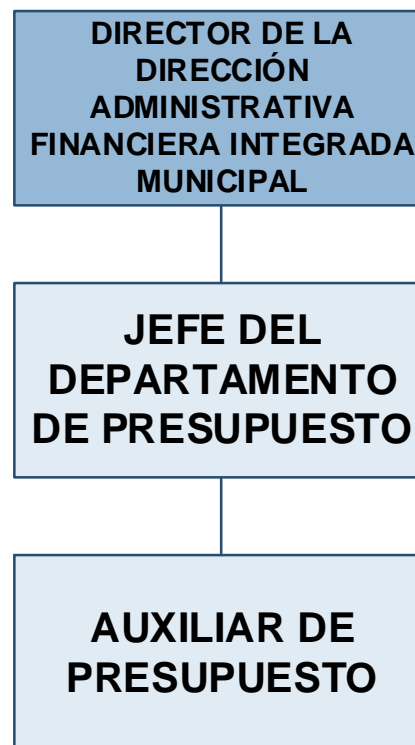 DIRECTOR DE LA
DIRECCIÓN
ADMINISTRATIVA
FINANCIERA INTEGRADA
MUNICIPAL
JEFE DEL
DEPARTAMENTO
DE PRESUPUESTO
AUXILIAR DE
PRESUPUESTO